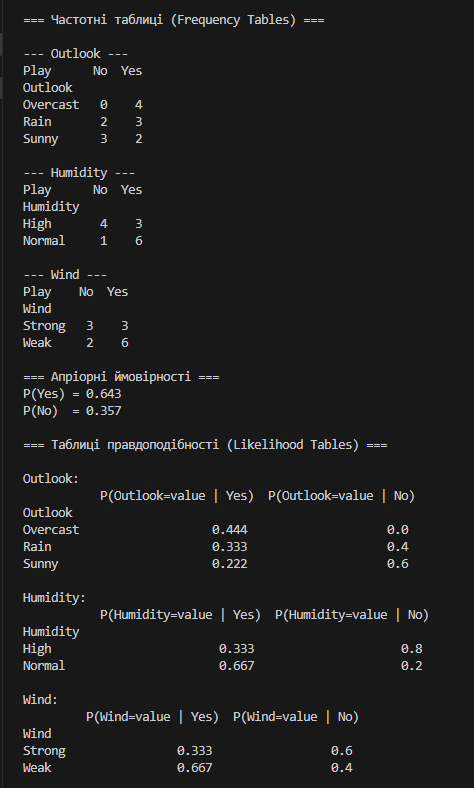 === Частотні таблиці (Frequency Tables) ===
--- Outlook ---
Play No Yes
Outlook
Overcast 0 4
Rain 2 3
Sunny 3 2
--- Humidity ---
Play No Yes
Humidity
High 4 3
Normal 1 6
--- Wind ---
Play No Yes
Wind
Strong 3 3
Weak 2 6
=== Апріорні ймовірності ===
P(Yes) = 0.643
P(No) = 0.357
=== Таблиці правдоподібності (Likelihood Tables) ===
Outlook:
P(Outlook=value | Yes) P(Outlook=value | No)
Outlook
Overcast 0.444 0.0
Rain 0.333 0.4
Sunny 0.222 0.6
Humidity:
P(Humidity=value | Yes) P(Humidity=value | No)
Humidity
High 0.333 0.8
Normal 0.667 0.2
Wind:
P(Wind=value | Yes) P(Wind=value | No)
Wind
Strong 0.333 0.6
Weak 0.667 0.4